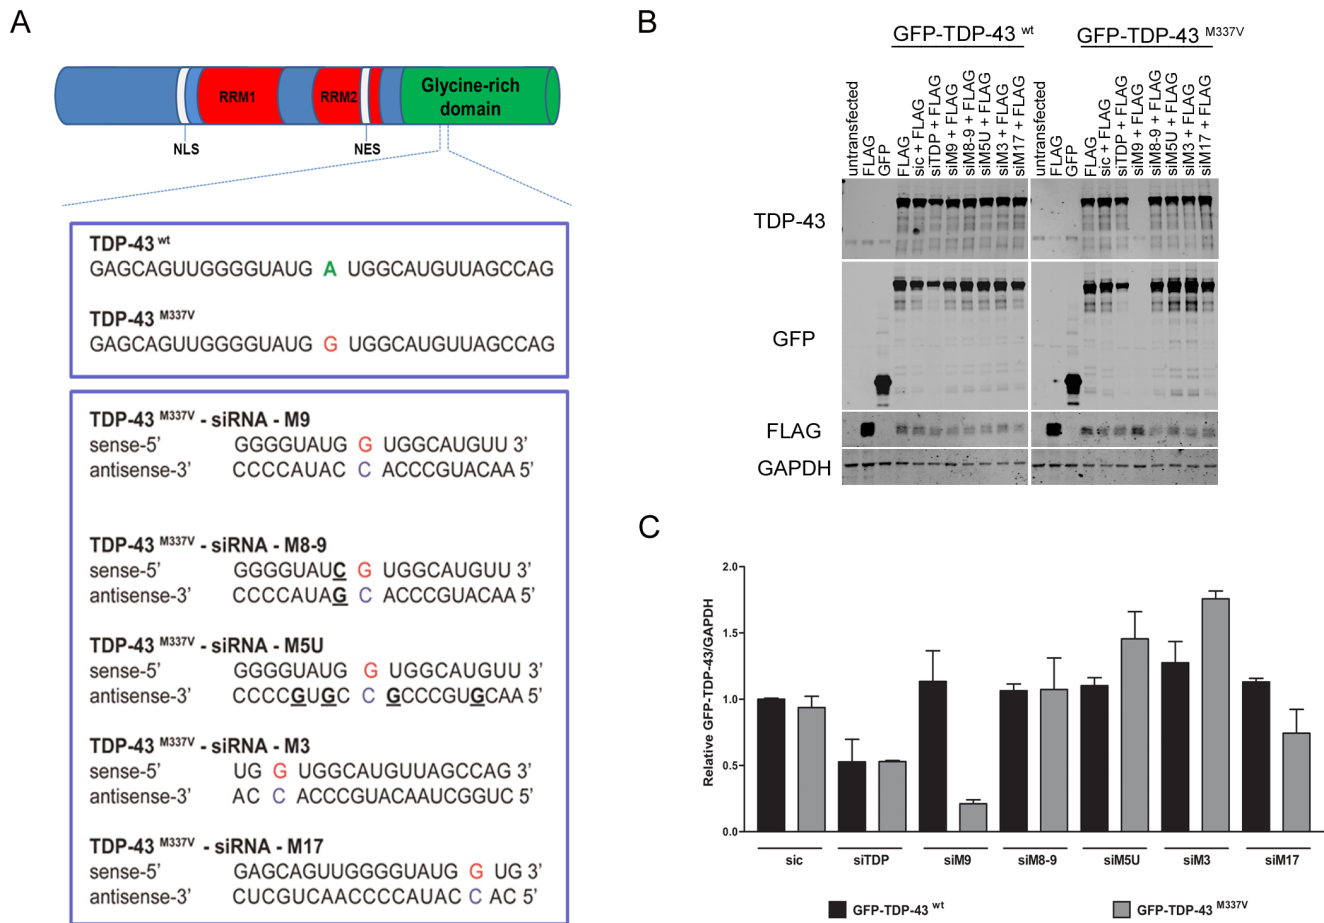 A
RRM1
RRM2
Glycine-rich
domain
NLS
NES
TDP-43 wt
GAGCAGUUGGGGUAUG A UGGCAUGUUAGCCAG
TDP-43 M337V
GAGCAGUUGGGGUAUG G UGGCAUGUUAGCCAG
TDP-43 M337V - siRNA - M9
sense-5' GGGGUAUG G UGGCAUGUU 3'
antisense-3' CCCCAUAC C ACCCGUACAA 5'
TDP-43 M337V - siRNA - M8-9
sense-5' GGGGUAUC G UGGCAUGUU 3'
antisense-3' CCCCAUAG C ACCCGUACAA 5'
TDP-43 M337V - siRNA - M5U
sense-5' GGGGUAUG G UGGCAUGUU 3'
antisense-3' CCCCGUGC C GCCCGUGCAA 5'
TDP-43 M337V - siRNA - M3
sense-5' UG G UGGCAUGUUAGCCAG 3'
antisense-3' AC C ACCCGUACAAUCGGUC 5'
TDP-43 M337V - siRNA - M17
sense-5' GAGCAGTUGGGGUAUG G UG 3'
antisense-3' CUCGUCAACCCCAUAC C AC 5'
B
GFP-TDP-43 wt
GFP-TDP-43 M337V
untransfected
FLAG
GFP
FLAG
sic + FLAG
siTDP + FLAG
siM9 + FLAG
siM8-9 + FLAG
siM5U + FLAG
siM3 + FLAG
siM17 + FLAG
untransfected
FLAG
GFP
FLAG
sic + FLAG
siTDP + FLAG
siM9 + FLAG
siM8-9 + FLAG
siM5U + FLAG
siM3 + FLAG
siM17 + FLAG
TDP-43
GFP
FLAG
GAPDH
C
Relative GFP-TDP-43/GAPDH
2.0
1.5
1.0
0.5
0.0
sic siTDP siM9 siM8-9 siM5U siM3 siM17
GFP-TDP-43 wt GFP-TDP-43 M337V